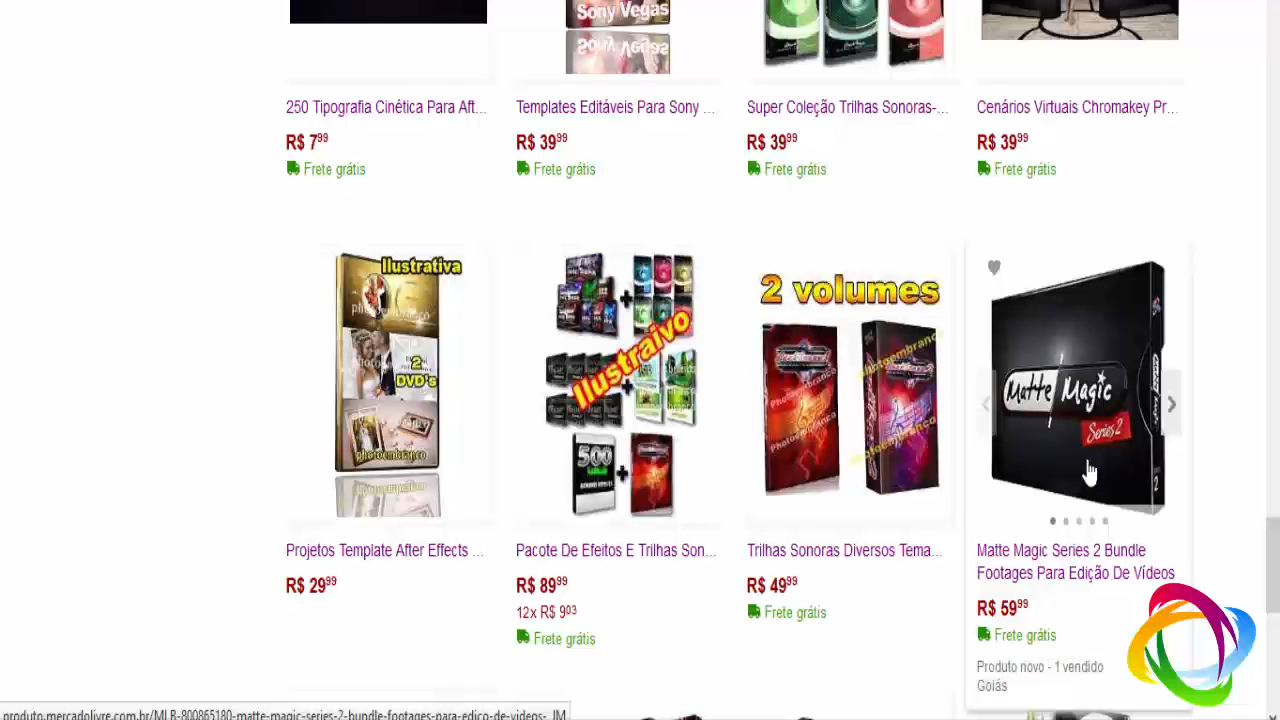 Sony Vegas
250 Tipografia Cinética Para Aft...
R$ 7⁹⁹
Frete grátis
Templates Editáveis Para Sony ...
R$ 39⁹⁹
Frete grátis
Super Coleção Trilhas Sonoras-...
R$ 39⁹⁹
Frete grátis
Cenários Virtuais Chromakey Pr...
R$ 39⁹⁹
Frete grátis
Ilustrativa
photoembranco
2
DVD's
photoembranco
Projetos Template After Effects ...
R$ 29⁹⁹
Ilustraivo
500
Pacote De Efeitos E Trilhas Son...
R$ 89⁹⁹
12x R$ 9⁰³
Frete grátis
2 volumes
Photoembranco
photoembranco
Trilhas Sonoras Diversos Tema...
R$ 49⁹⁹
Frete grátis
Matte Magic
Series 2
Matte Magic Series 2 Bundle
Footages Para Edição De Vídeos
R$ 59⁹⁹
Frete grátis
Produto novo - 1 vendido
Goiás
produto.mercadolivre.com.br/MLB-800865180-matte-magic-series-2-bundle-footages-para-edico-de-videos-_JM